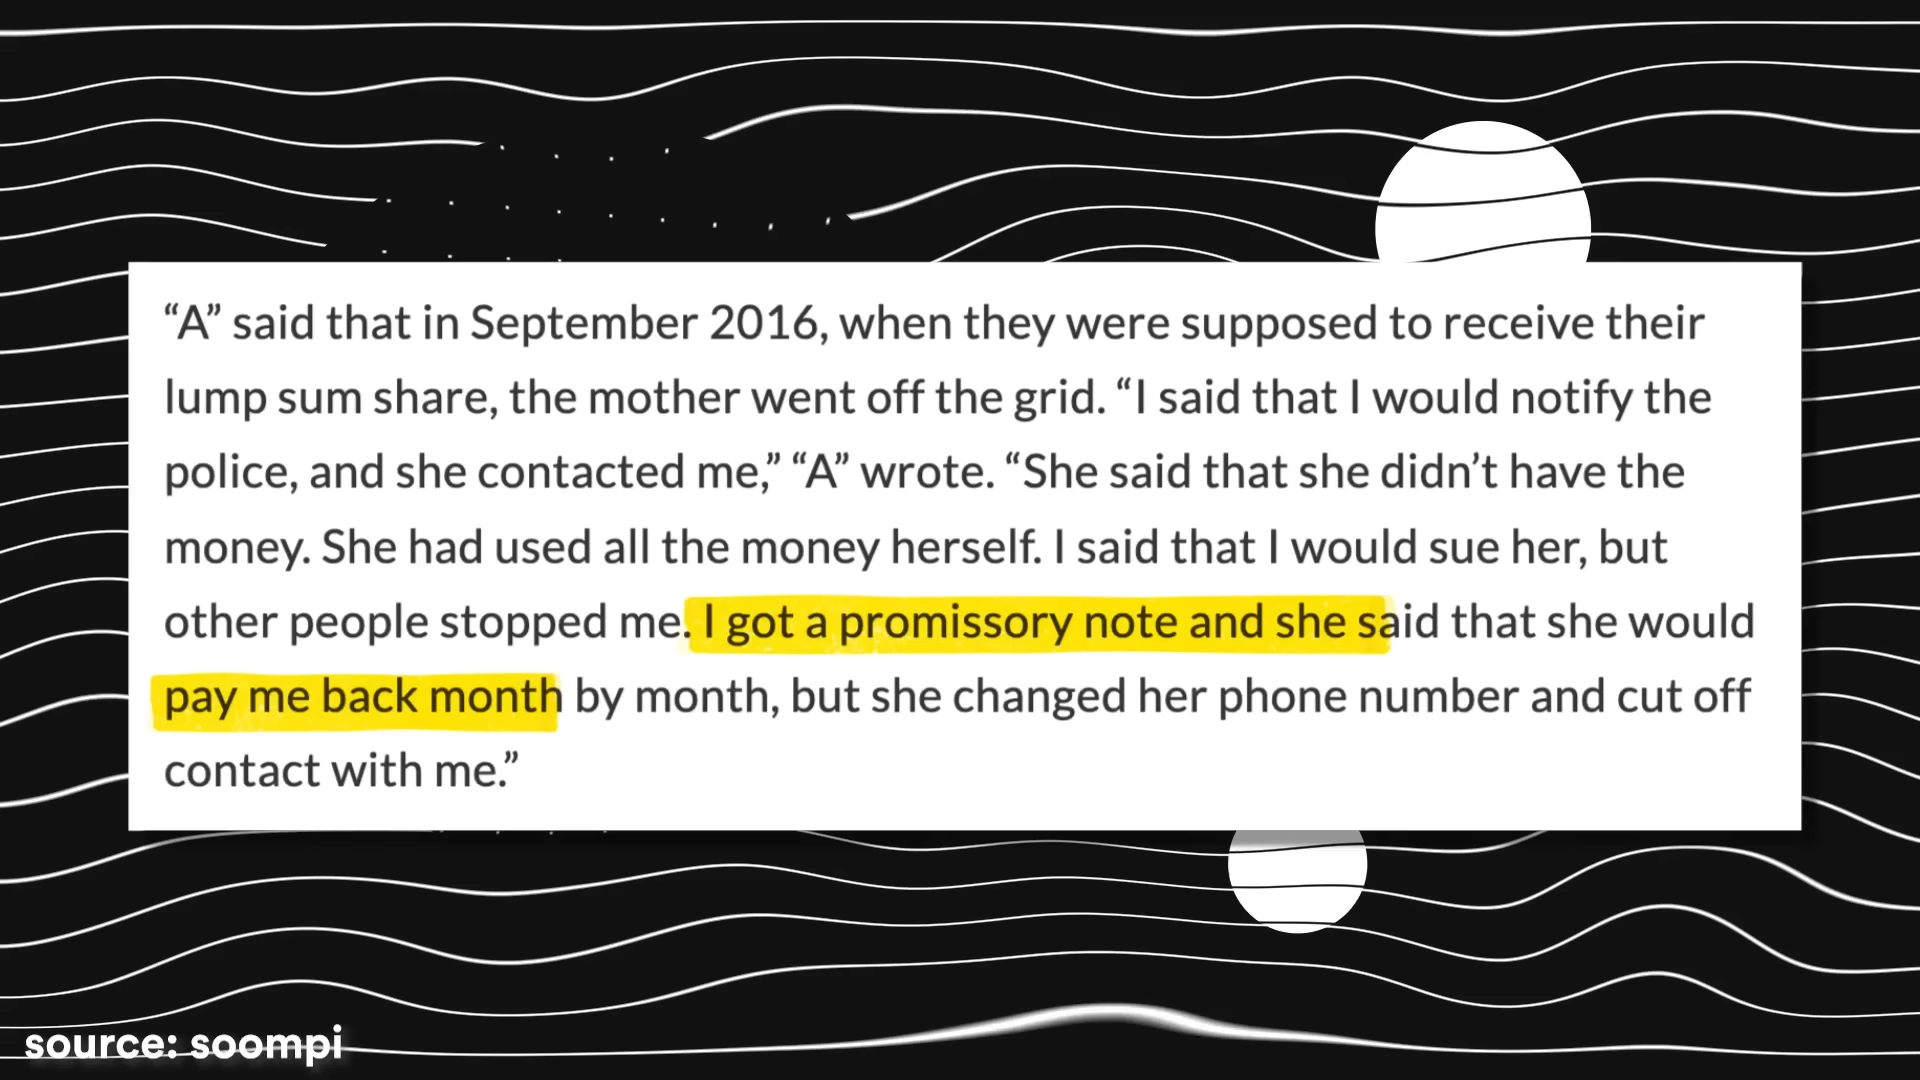 “A” said that in September 2016, when they were supposed to receive their
lump sum share, the mother went off the grid. “I said that I would notify the
police, and she contacted me,” “A” wrote. “She said that she didn’t have the
money. She had used all the money herself. I said that I would sue her, but
other people stopped me. I got a promissory note and she said that she would
pay me back month by month, but she changed her phone number and cut off
contact with me.”
source: soompi